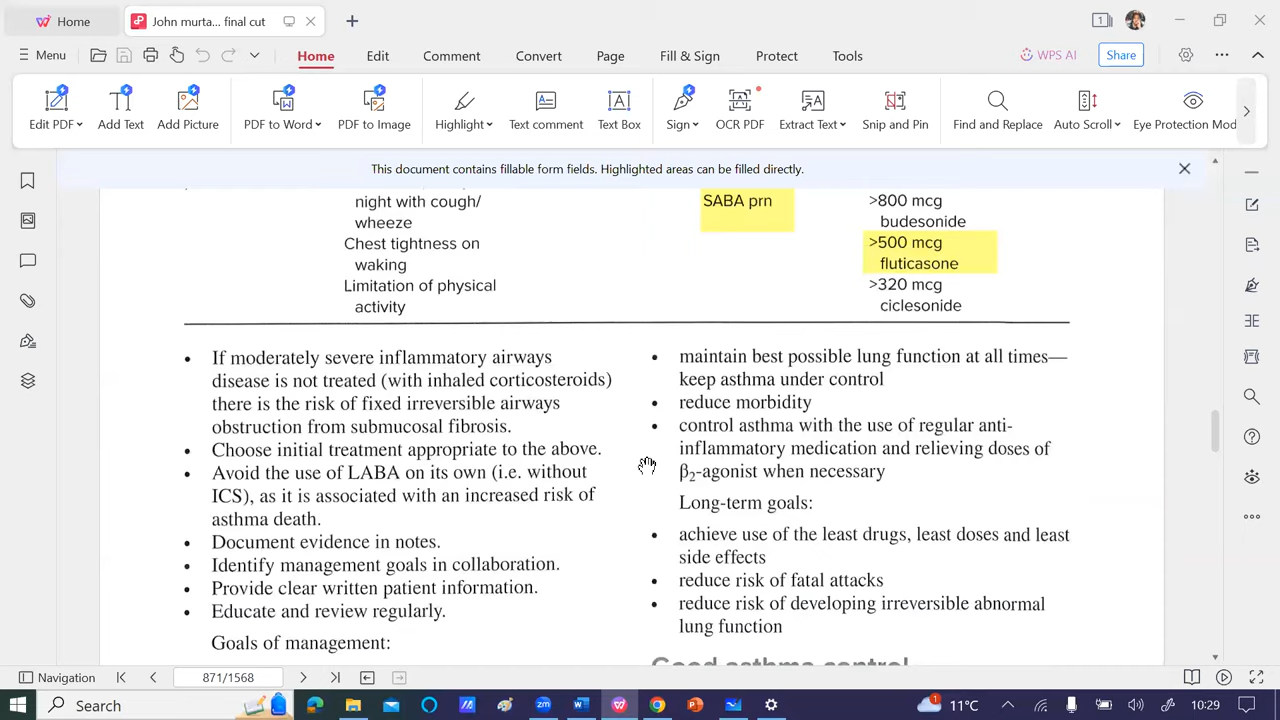 Home
John murta... final cut
1
Menu
Home
Edit
Comment
Convert
Page
Fill & Sign
Protect
Tools
WPS AI
Share
Edit PDF
Add Text
Add Picture
PDF to Word
PDF to Image
Highlight
Text comment
Text Box
Sign
OCR PDF
Extract Text
Snip and Pin
Find and Replace
Auto Scroll
Eye Protection Mod
This document contains fillable form fields. Highlighted areas can be filled directly.
night with cough/
wheeze
Chest tightness on
waking
Limitation of physical
activity
SABA prn
>800 mcg
budesonide
>500 mcg
fluticasone
>320 mcg
ciclesonide
• If moderately severe inflammatory airways
disease is not treated (with inhaled corticosteroids)
there is the risk of fixed irreversible airways
obstruction from submucosal fibrosis.
• Choose initial treatment appropriate to the above.
• Avoid the use of LABA on its own (i.e. without
ICS), as it is associated with an increased risk of
asthma death.
• Document evidence in notes.
• Identify management goals in collaboration.
• Provide clear written patient information.
• Educate and review regularly.
Goals of management:
• maintain best possible lung function at all times—
keep asthma under control
• reduce morbidity
• control asthma with the use of regular anti-
inflammatory medication and relieving doses of
β2-agonist when necessary
Long-term goals:
• achieve use of the least drugs, least doses and least
side effects
• reduce risk of fatal attacks
• reduce risk of developing irreversible abnormal
lung function
Good asthma control
Navigation
871/1568
Search
1
11°C
10:29